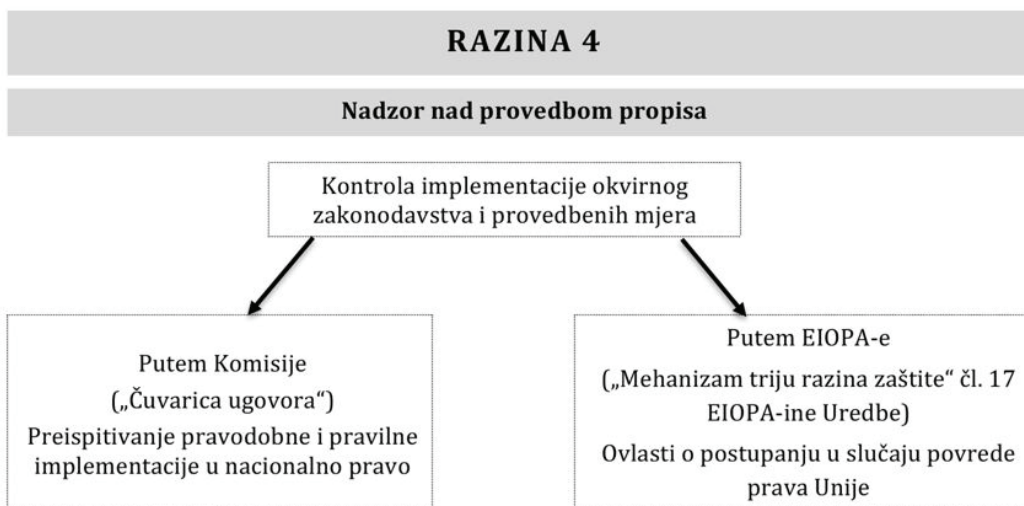 RAZINA 4
Nadzor nad provedbom propisa
Kontrola implementacije okvirnog
zakonodavstva i provedbenih mjera
Putem Komisije
(„Čuvarica ugovora“)
Preispitivanje pravodobne i pravilne
implementacije u nacionalno pravo
Putem EIOPA-e
(„Mehanizam triju razina zaštite“ čl. 17
EIOPA-ine Uredbe)
Ovlasti o postupanju u slučaju povrede
prava Unije